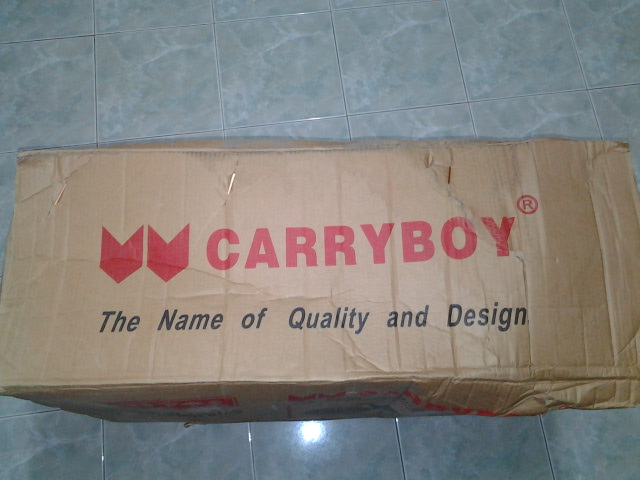 CARRYBOY®
The Name of Quality and Design